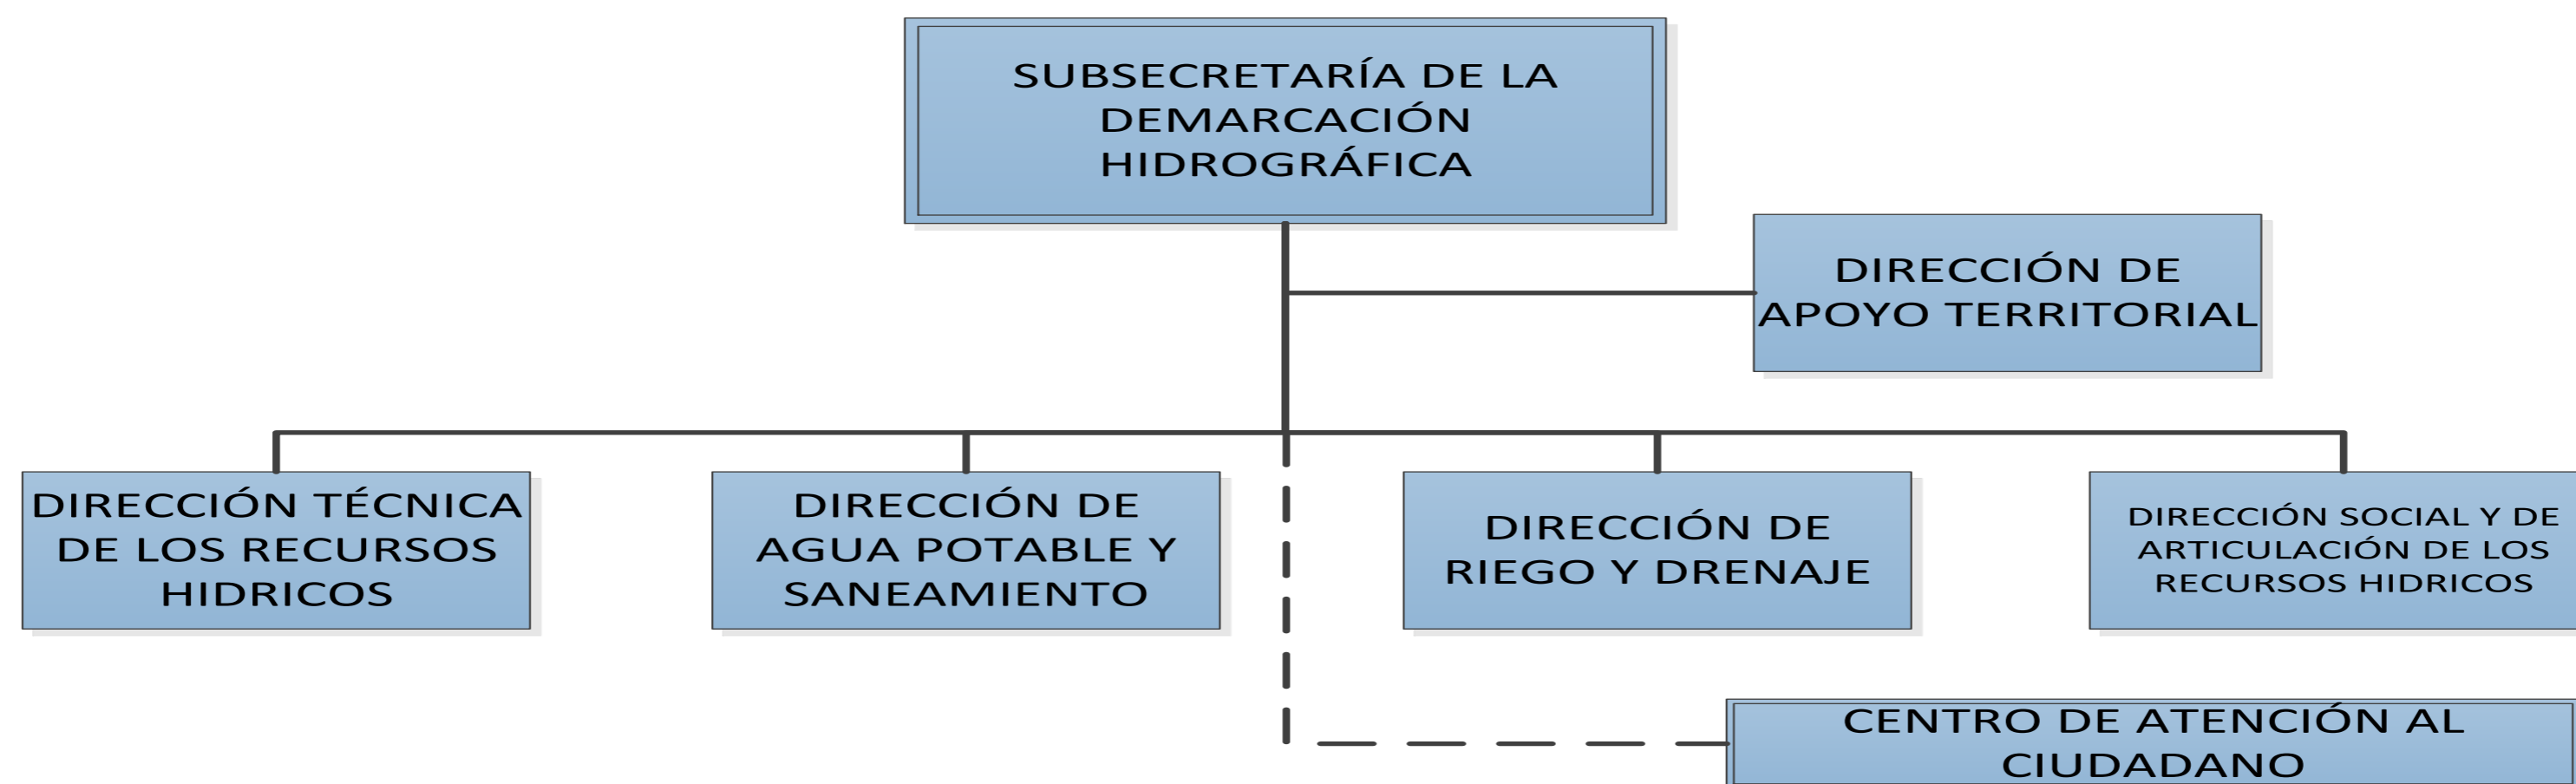 SUBSECRETARÍA DE LA
DEMARCACIÓN
HIDROGRÁFICA
DIRECCIÓN DE
APOYO TERRITORIAL
DIRECCIÓN TÉCNICA
DE LOS RECURSOS
HIDRICOS
DIRECCIÓN DE
AGUA POTABLE Y
SANEAMIENTO
DIRECCIÓN DE
RIEGO Y DRENAJE
DIRECCIÓN SOCIAL Y DE
ARTICULACIÓN DE LOS
RECURSOS HIDRICOS
CENTRO DE ATENCIÓN AL
CIUDADANO